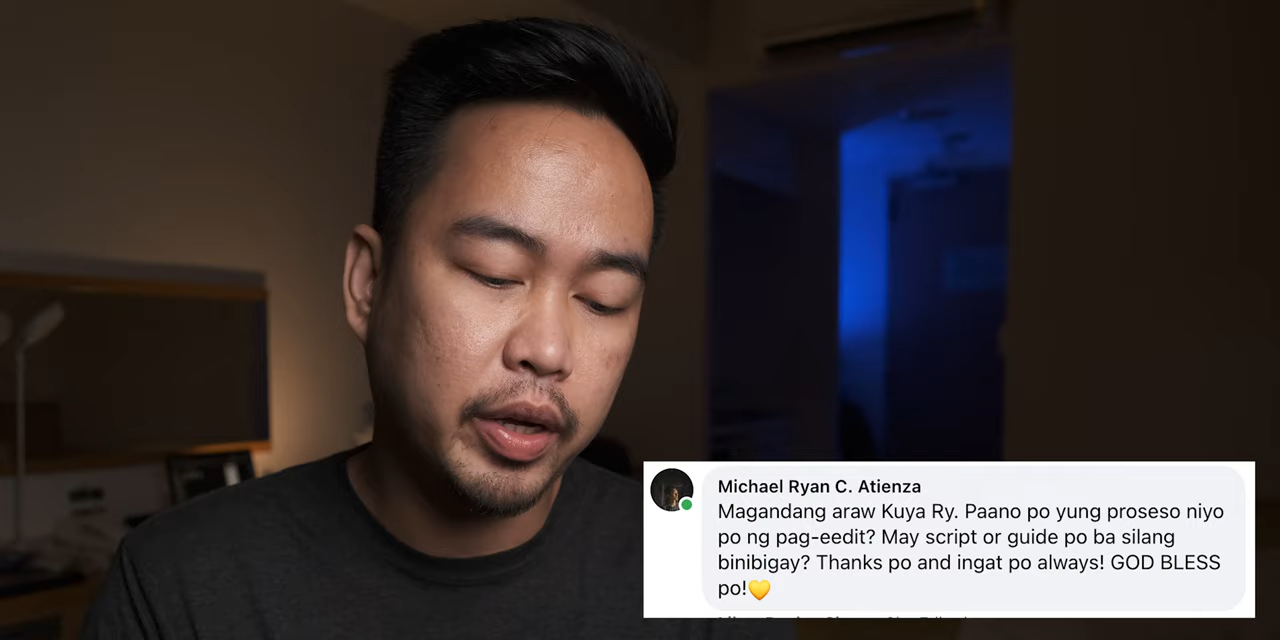 Michael Ryan C. Atienza
Magandang araw Kuya Ry. Paano po yung proseso niyo
po ng pag-eedit? May script or guide po ba silang
binibigay? Thanks po and ingat po always! GOD BLESS
po!💛